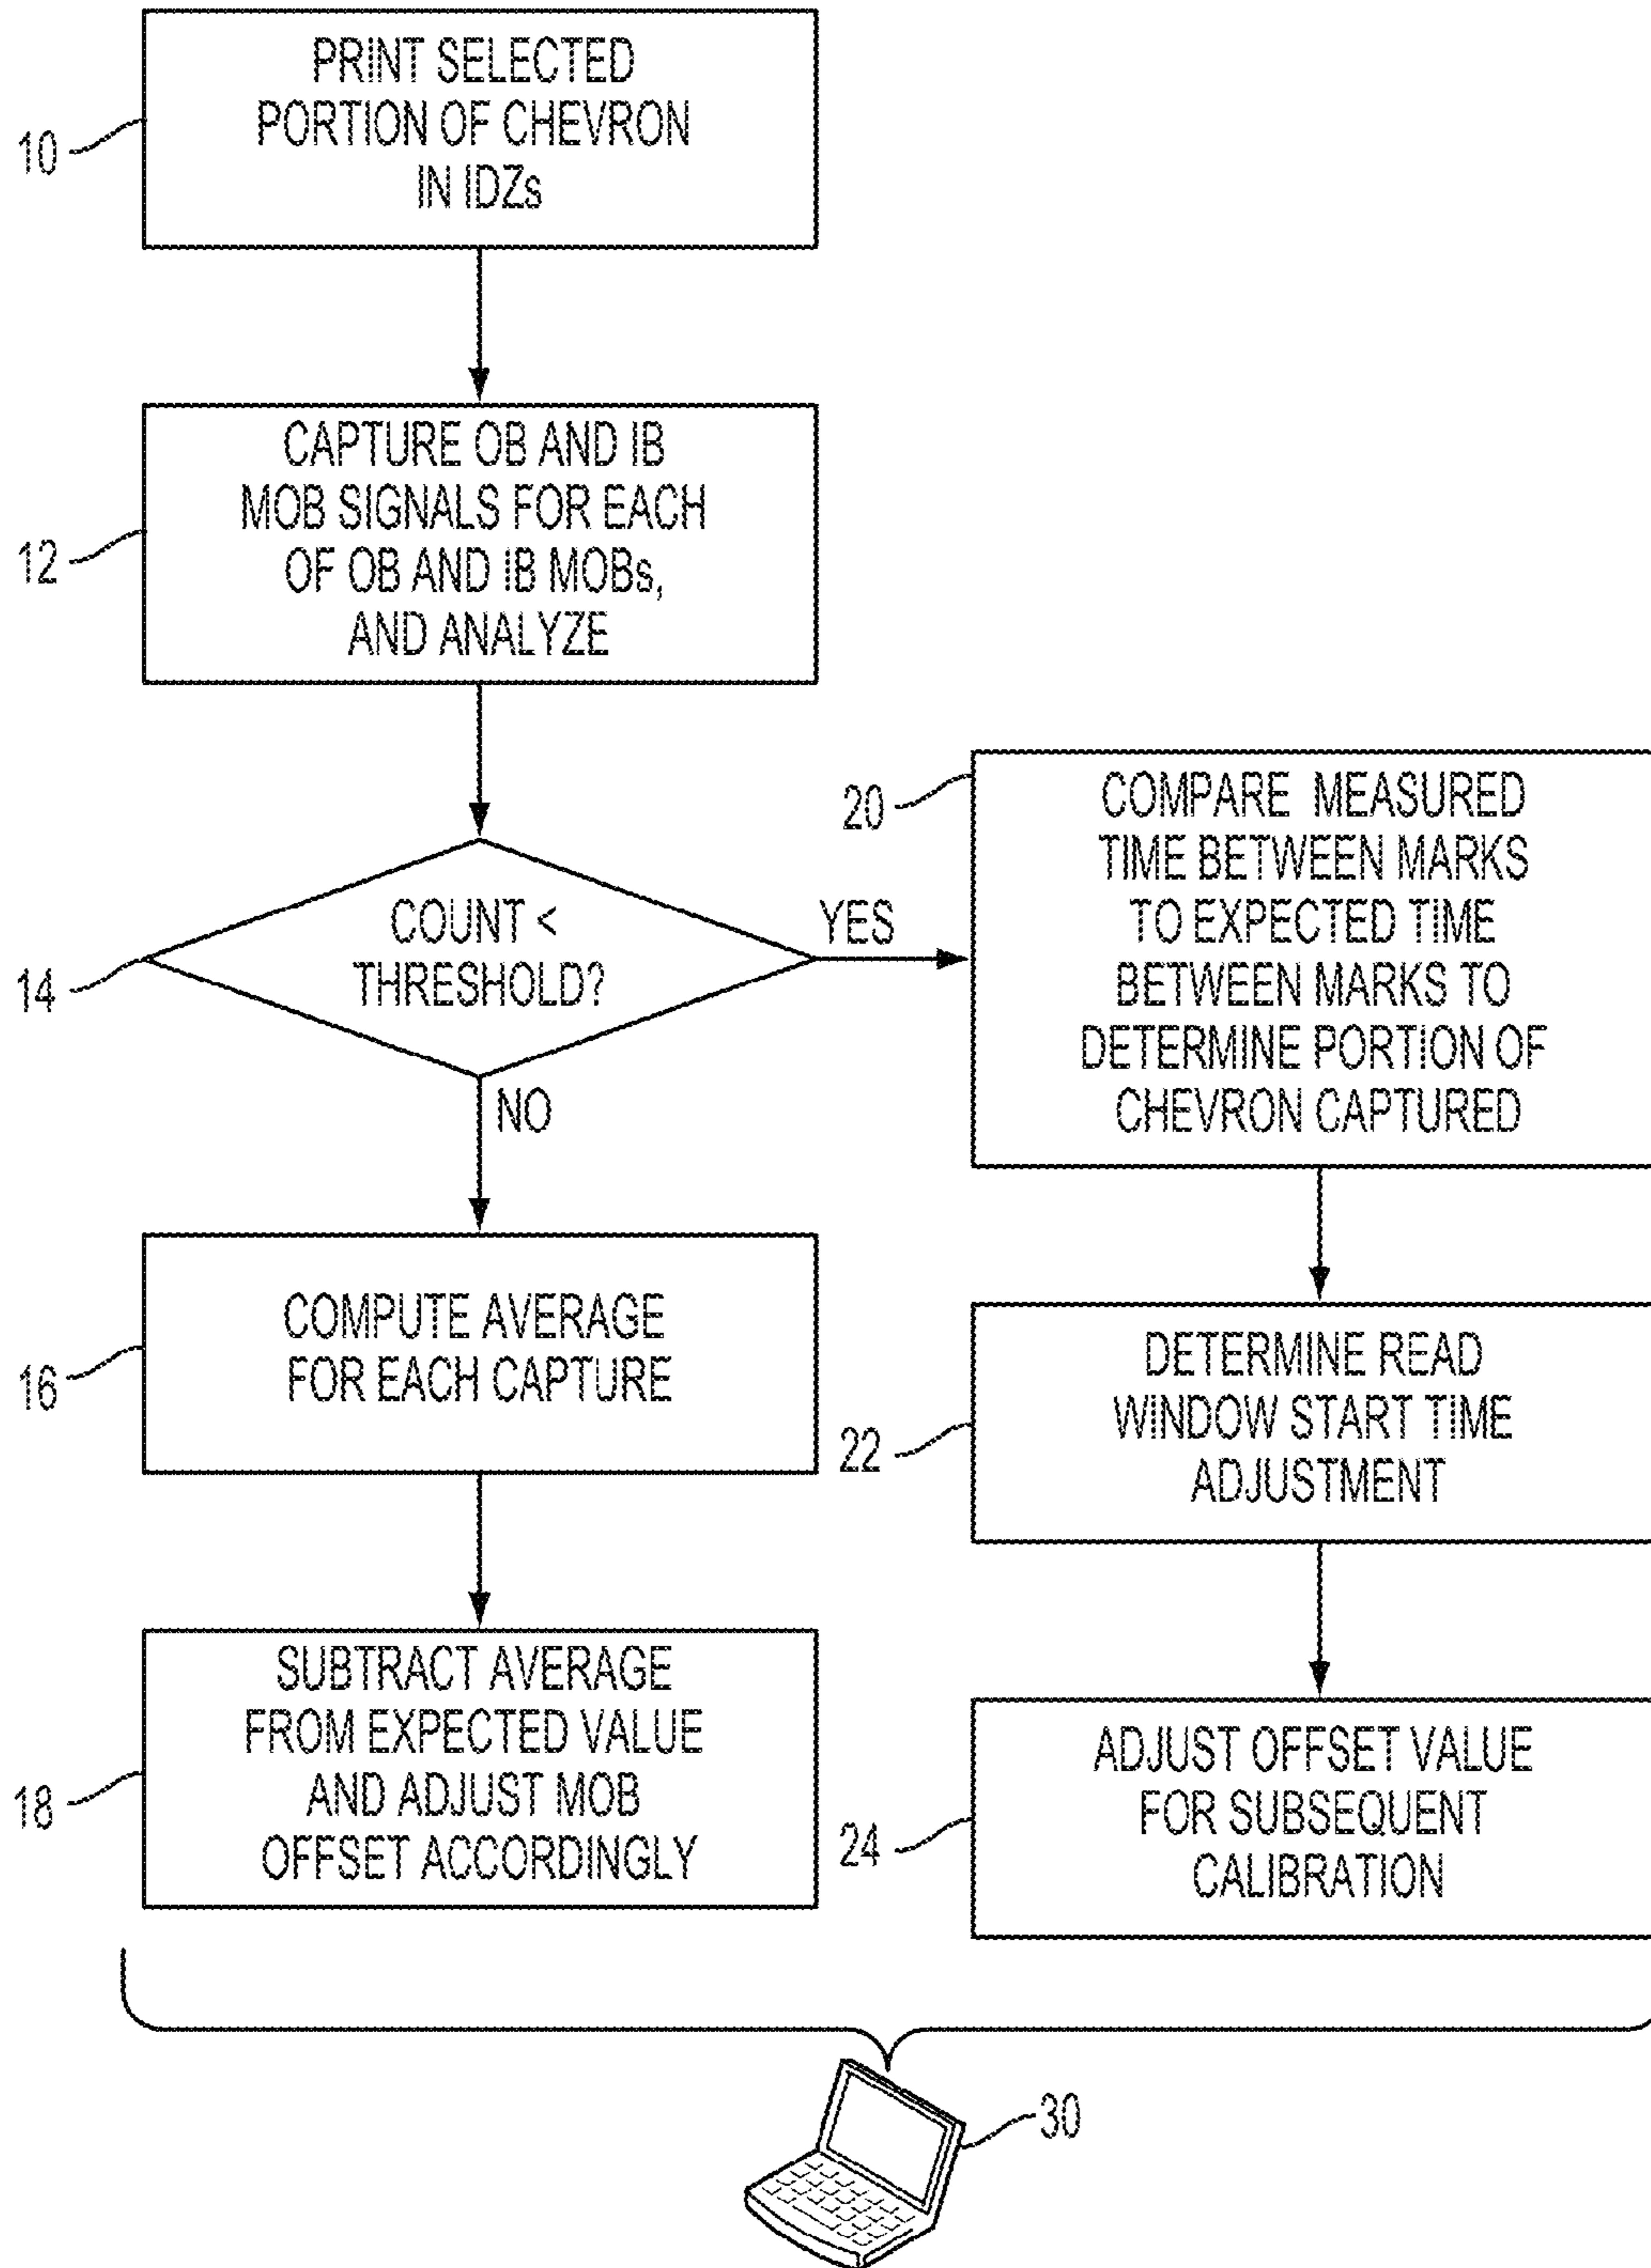 10
PRINT SELECTED
PORTION OF CHEVRON
IN IDZs
12
CAPTURE OB AND IB
MOB SIGNALS FOR EACH
OF OB AND IB MOBs,
AND ANALYZE
14
COUNT <
THRESHOLD?
YES
NO
16
COMPUTE AVERAGE
FOR EACH CAPTURE
18
SUBTRACT AVERAGE
FROM EXPECTED VALUE
AND ADJUST MOB
OFFSET ACCORDINGLY
20
COMPARE MEASURED
TIME BETWEEN MARKS
TO EXPECTED TIME
BETWEEN MARKS TO
DETERMINE PORTION OF
CHEVRON CAPTURED
22
DETERMINE READ
WINDOW START TIME
ADJUSTMENT
24
ADJUST OFFSET VALUE
FOR SUBSEQUENT
CALIBRATION
30